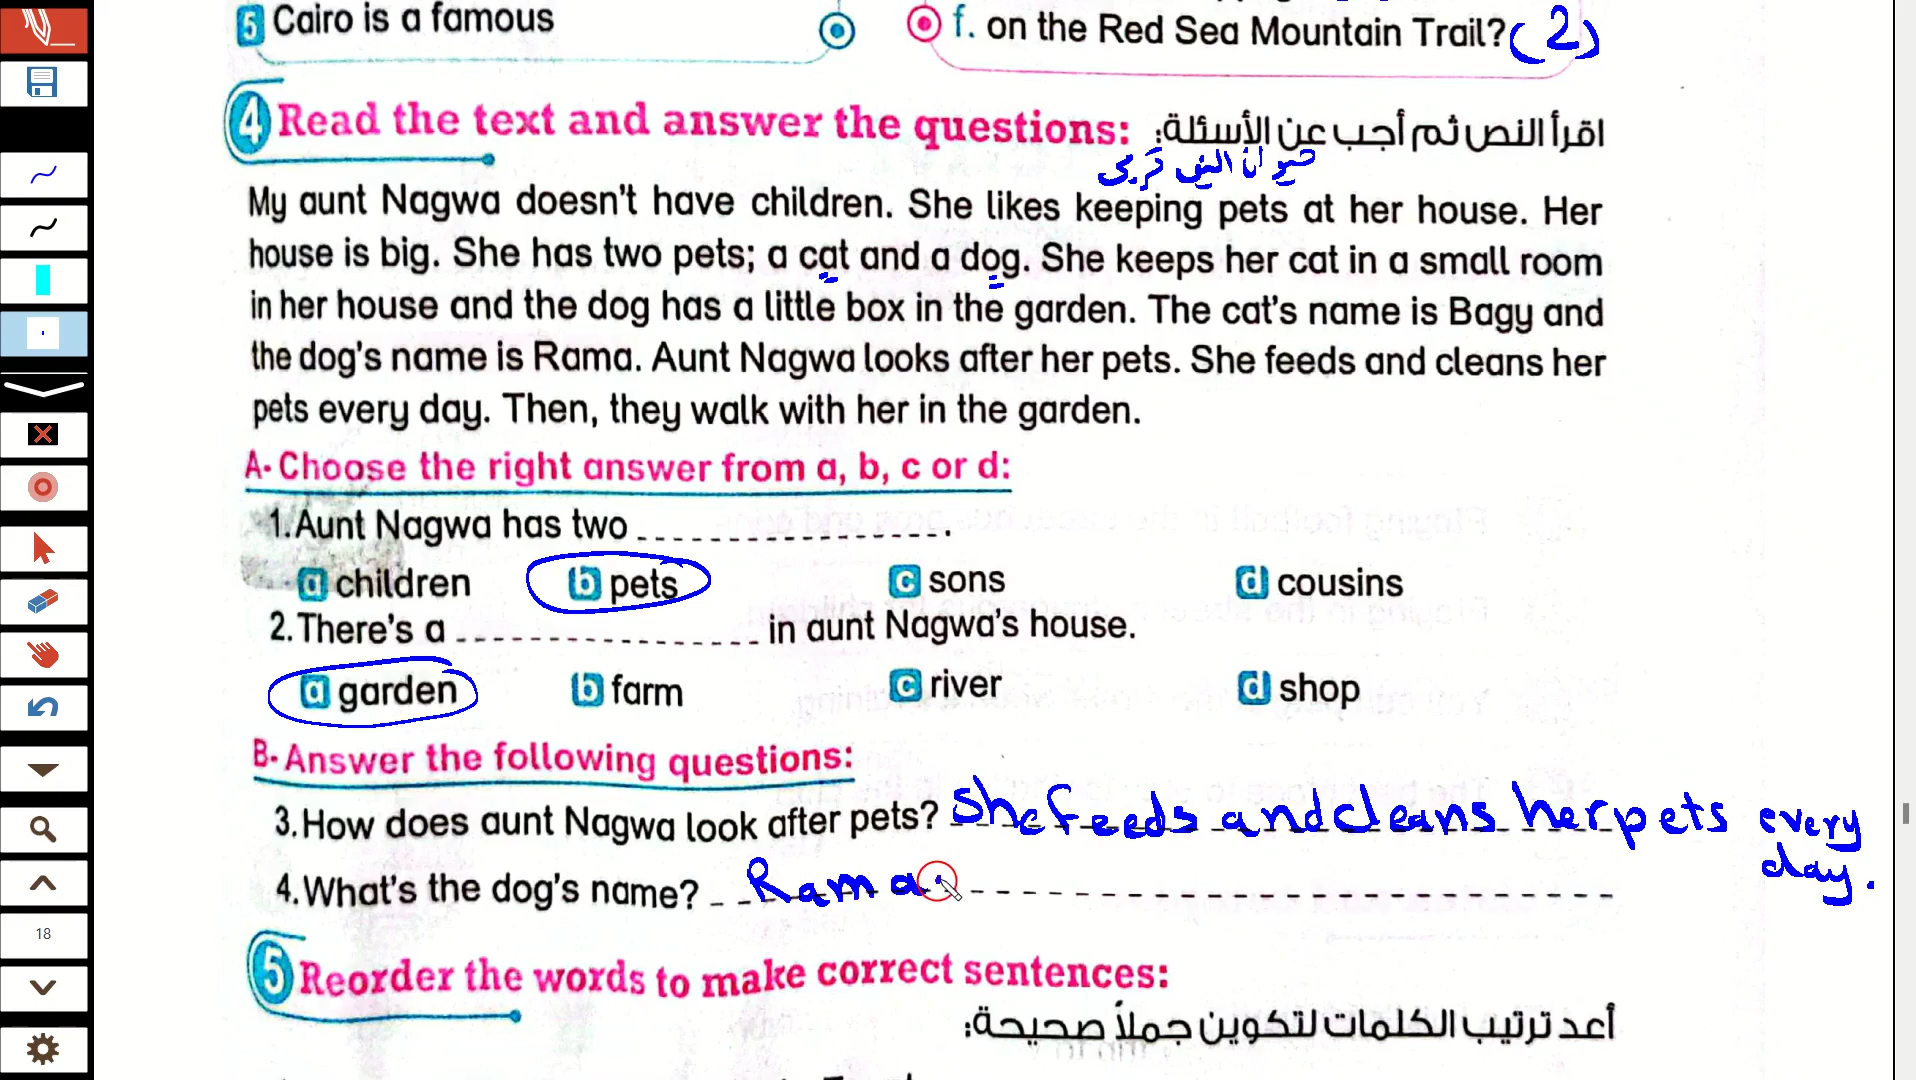 5 Cairo is a famous
f. on the Red Sea Mountain Trail? (2)
4 Read the text and answer the questions: اقرأ النص ثم أجب عن الأسئلة:
My aunt Nagwa doesn't have children. She likes keeping pets at her house. Her
house is big. She has two pets; a cat and a dog. She keeps her cat in a small room
in her house and the dog has a little box in the garden. The cat's name is Bagy and
the dog's name is Rama. Aunt Nagwa looks after her pets. She feeds and cleans her
pets every day. Then, they walk with her in the garden.
A- Choose the right answer from a, b, c or d:
1. Aunt Nagwa has two .
a children b pets c sons d cousins
2. There's a in aunt Nagwa's house.
a garden b farm c river d shop
B- Answer the following questions:
3. How does aunt Nagwa look after pets? She feeds and cleans her pets every
day.
4. What's the dog's name? Rama.
5 Reorder the words to make correct sentences:
أعد ترتيب الكلمات لتكوين جملاً صحيحة:
18